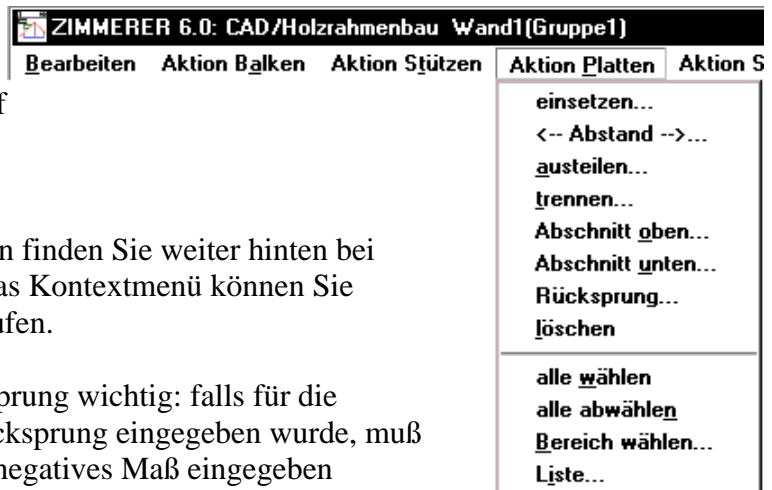 ZIMMERER 6.0: CAD/Holzrahmenbau Wand1(Gruppe1)
Bearbeiten Aktion Balken Aktion Stützen Aktion Platten Aktion S
einsetzen...
<-- Abstand -->...
austeilen...
trennen...
Abschnitt oben...
Abschnitt unten...
Rücksprung...
löschen
alle wählen
alle abwählen
Bereich wählen...
Liste...
f
n finden Sie weiter hinten bei
as Kontextmenü können Sie
ufen.
sprung wichtig: falls für die
cksprung eingegeben wurde, muß
negatives Maß eingegeben